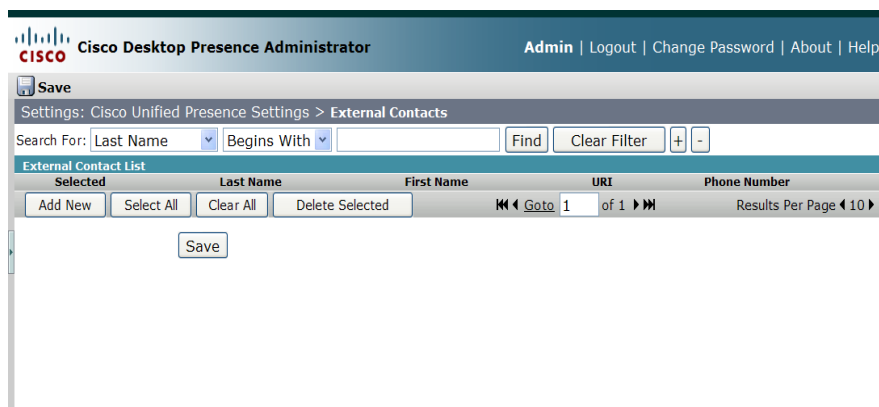 CISCO Cisco Desktop Presence Administrator Admin | Logout | Change Password | About | Help
Save
Settings: Cisco Unified Presence Settings > External Contacts
Search For: Last Name Begins With Find Clear Filter + -
External Contact List
Selected Last Name First Name URI Phone Number
Add New Select All Clear All Delete Selected Goto 1 of 1 Results Per Page 10
Save